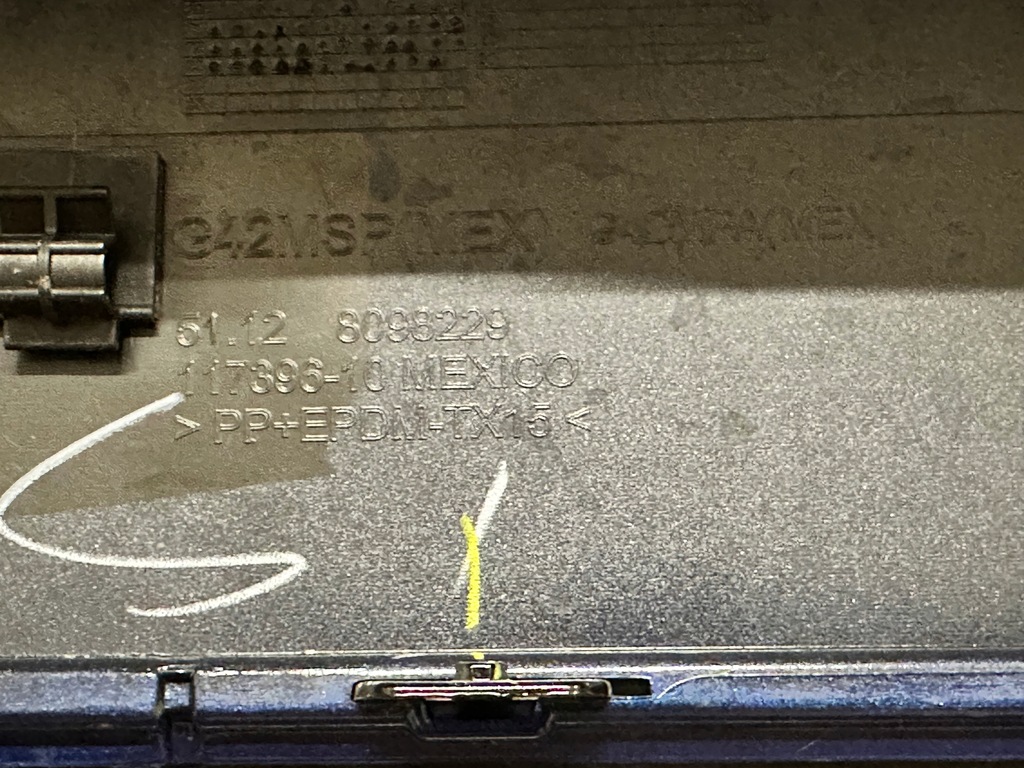 G42MSP(MEX)
51.12 8098229
117396-10 MEXICO
>PP+EPDM-TX15<